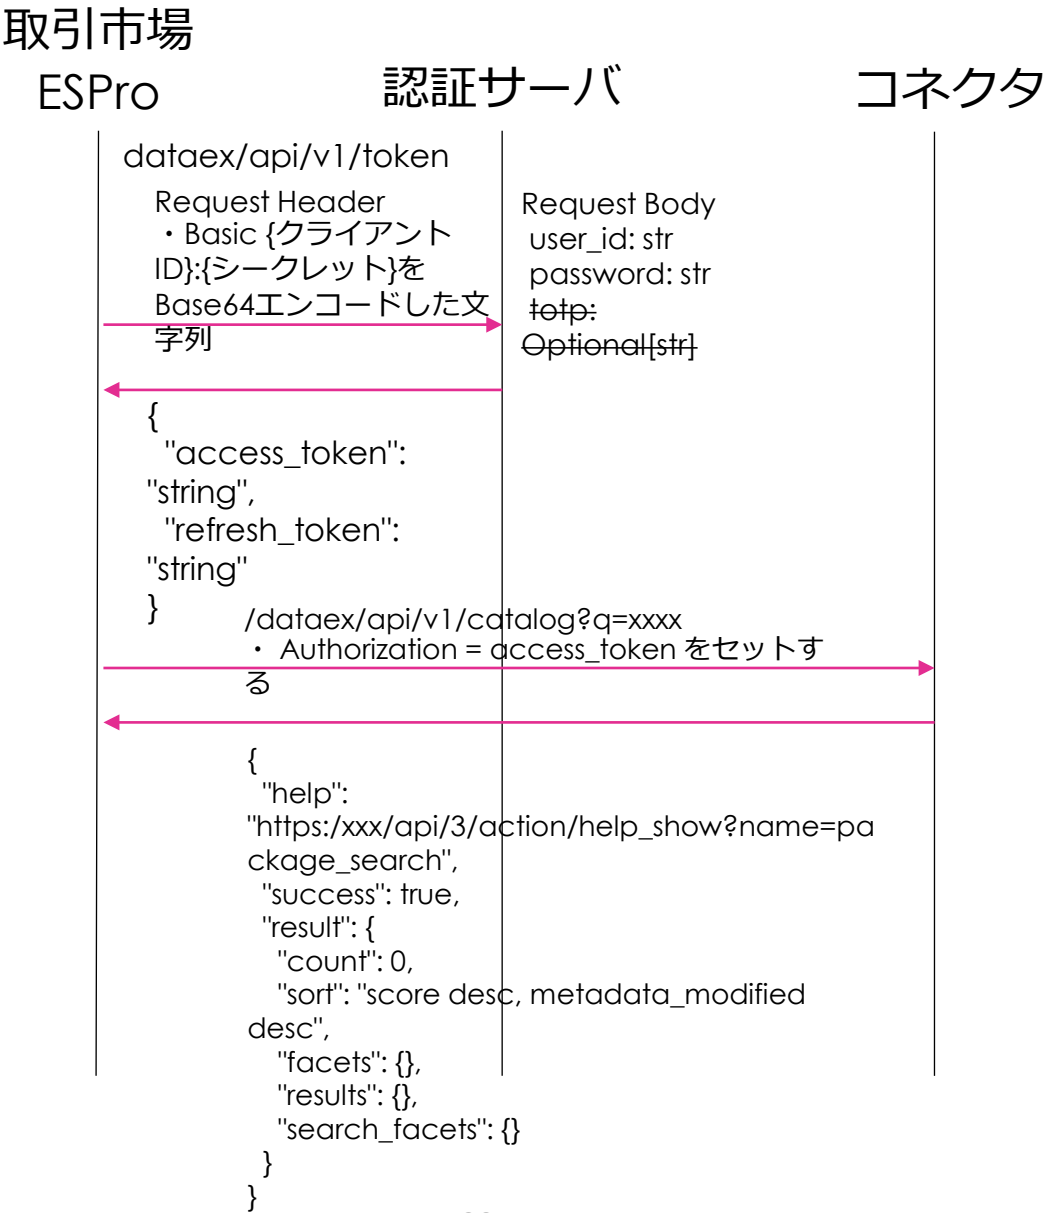 取引市場
ESPro
認証サーバ
コネクタ
dataex/api/v1/token
Request Header
・Basic {クライアント
ID}:{シークレット}を
Base64エンコードした文
字列
Request Body
user_id: str
password: str
totp:
Optional[str]
{
"access_token":
"string",
"refresh_token":
"string"
}
/dataex/api/v1/catalog?q=xxxx
・ Authorization = access_token をセットす
る
{
"help":
"https:/xxx/api/3/action/help_show?name=pa
ckage_search",
"success": true,
"result": {
"count": 0,
"sort": "score desc, metadata_modified
desc",
"facets": {},
"results": {},
"search_facets": {}
}
}